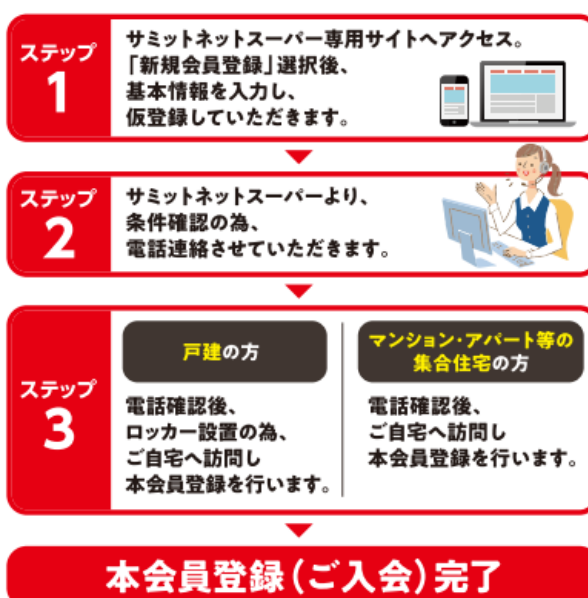 ステップ
1
サミットネットスーパー専用サイトへアクセス。
「新規会員登録」選択後、
基本情報を入力し、
仮登録していただきます。
ステップ
2
サミットネットスーパーより、
条件確認の為、
電話連絡させていただきます。
ステップ
3
戸建の方
電話確認後、
ロッカー設置の為、
ご自宅へ訪問し
本会員登録を行います。
マンション・アパート等の
集合住宅の方
電話確認後、
ご自宅へ訪問し
本会員登録を行います。
本会員登録(ご入会)完了